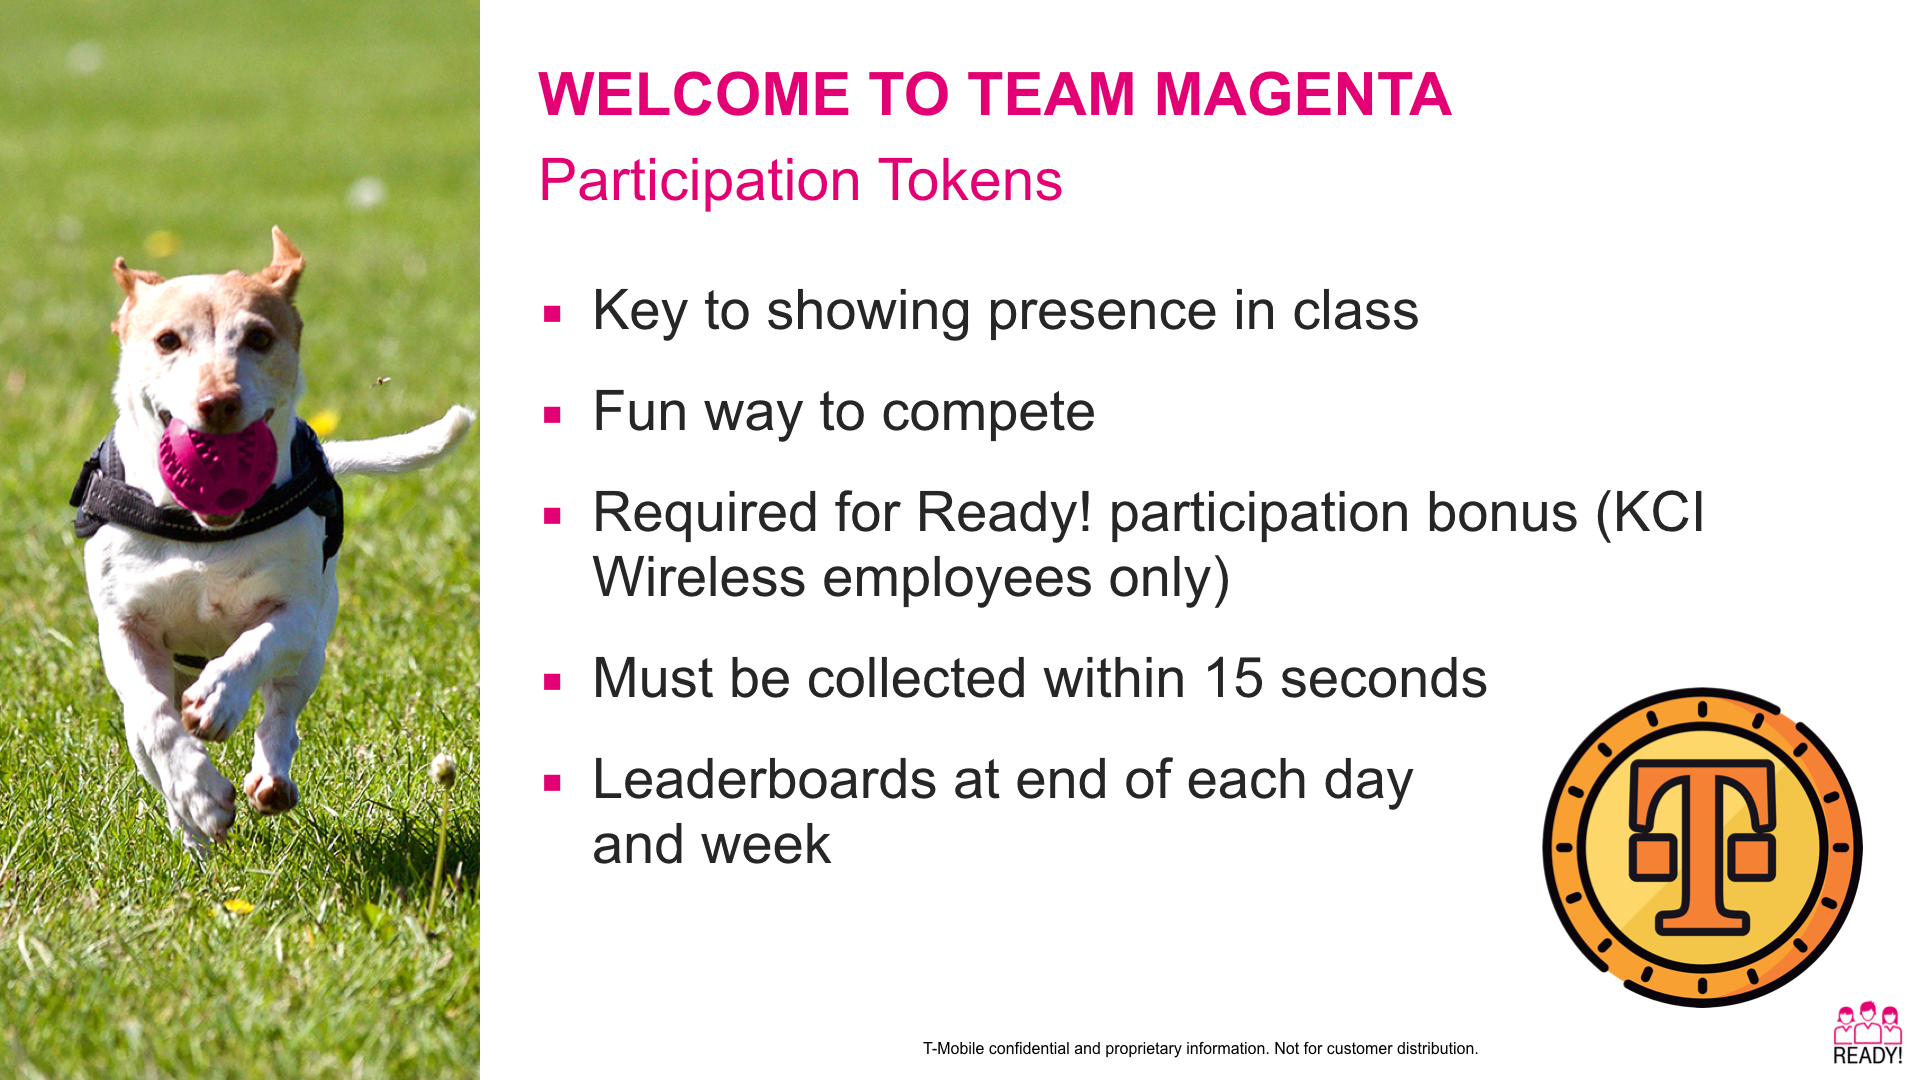 WELCOME TO TEAM MAGENTA
Participation Tokens
▪ Key to showing presence in class
▪ Fun way to compete
▪ Required for Ready! participation bonus (KCI
Wireless employees only)
▪ Must be collected within 15 seconds
▪ Leaderboards at end of each day
and week
T
T-Mobile confidential and proprietary information. Not for customer distribution.
READY!